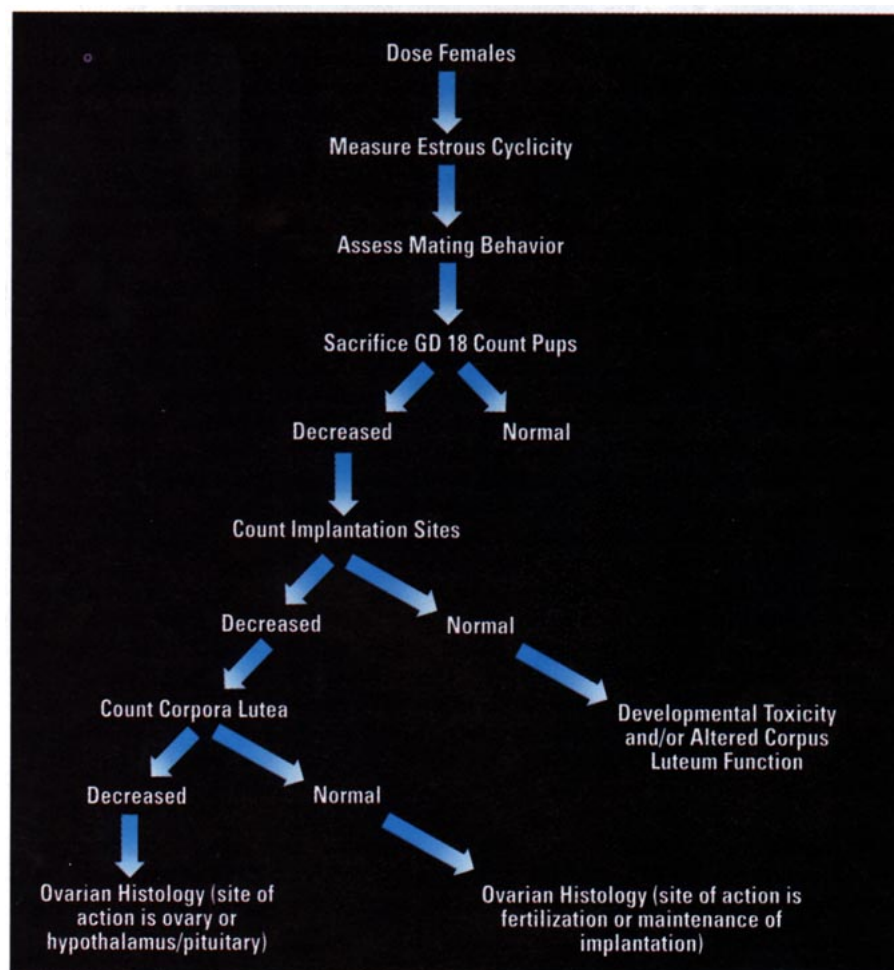 Dose Females
Measure Estrous Cyclicity
Assess Mating Behavior
Sacrifice GD 18 Count Pups
Decreased
Normal
Count Implantation Sites
Decreased
Normal
Count Corpora Lutea
Developmental Toxicity
and/or Altered Corpus
Luteum Function
Decreased
Normal
Ovarian Histology (site of
action is ovary or
hypothalamus/pituitary)
Ovarian Histology (site of action is
fertilization or maintenance of
implantation)